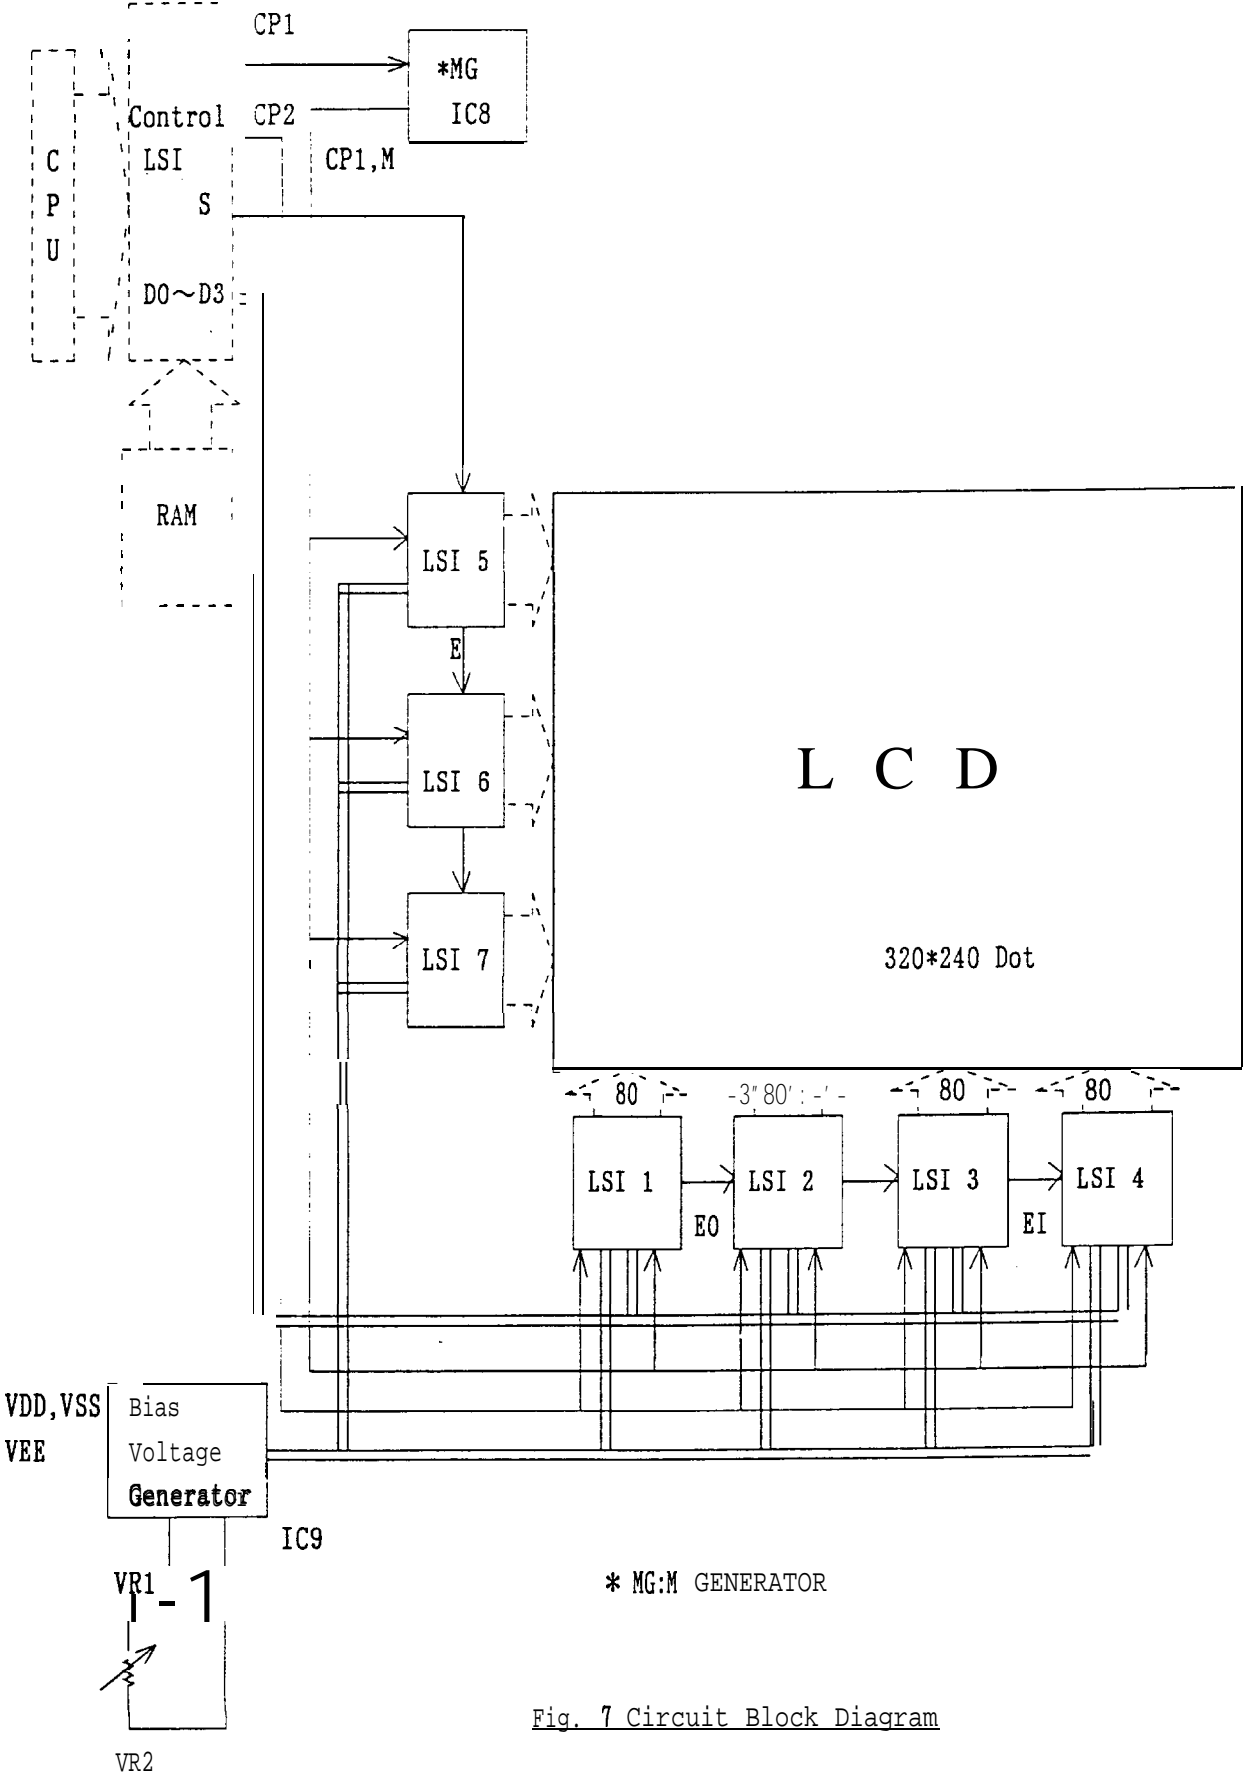 CP1
*MG
IC8
Control
LSI
CP2
CP1,M
C
P
U
S
D0～D3
RAM
LSI 5
E
LSI 6
LSI 7
L C D
320*240 Dot
80
80
80
80
LSI 1
LSI 2
LSI 3
LSI 4
EO
EI
VDD,VSS
VEE
Bias
Voltage
Generator
IC9
VR1
* MG:M GENERATOR
Fig. 7 Circuit Block Diagram
VR2